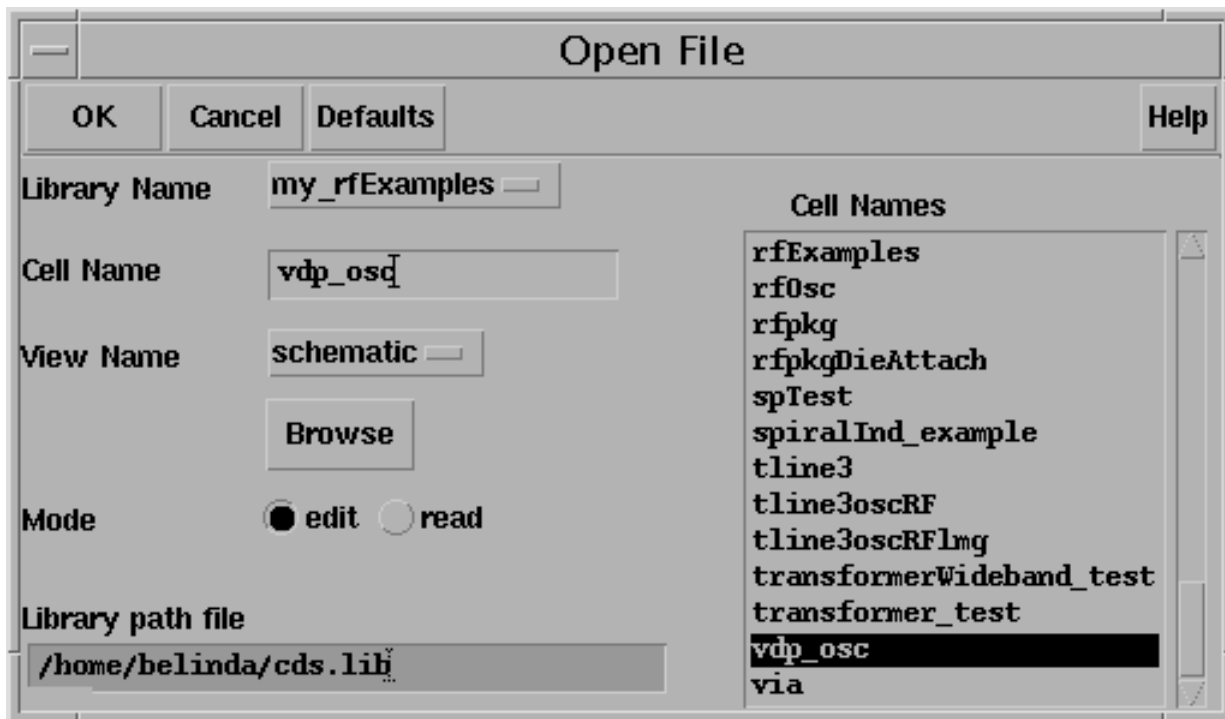 Open File
OK Cancel Defaults Help
Library Name my_rfExamples
Cell Name vdp_osc
View Name schematic
Browse
Mode edit read
Library path file
/home/belinda/cds.lib
Cell Names
rfExamples
rfOsc
rfpkg
rfpkgDieAttach
spTest
spiralInd_example
tline3
tline3oscRF
tline3oscRFlmg
transformerWideband_test
transformer_test
vdp_osc
via